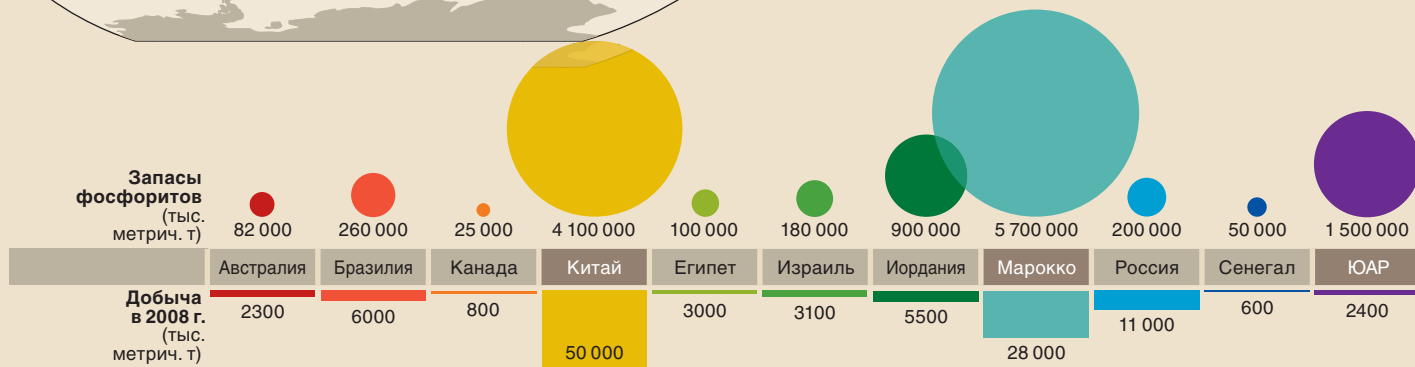 Запасы
фосфоритов
(тыс.
метрич. т)
82 000 260 000 25 000 4 100 000 100 000 180 000 900 000 5 700 000 200 000 50 000 1 500 000
Австралия Бразилия Канада Китай Египет Израиль Иордания Марокко Россия Сенегал ЮАР
Добыча
в 2008 г.
(тыс.
метрич. т)
2300 6000 800 50 000 3000 3100 5500 28 000 11 000 600 2400